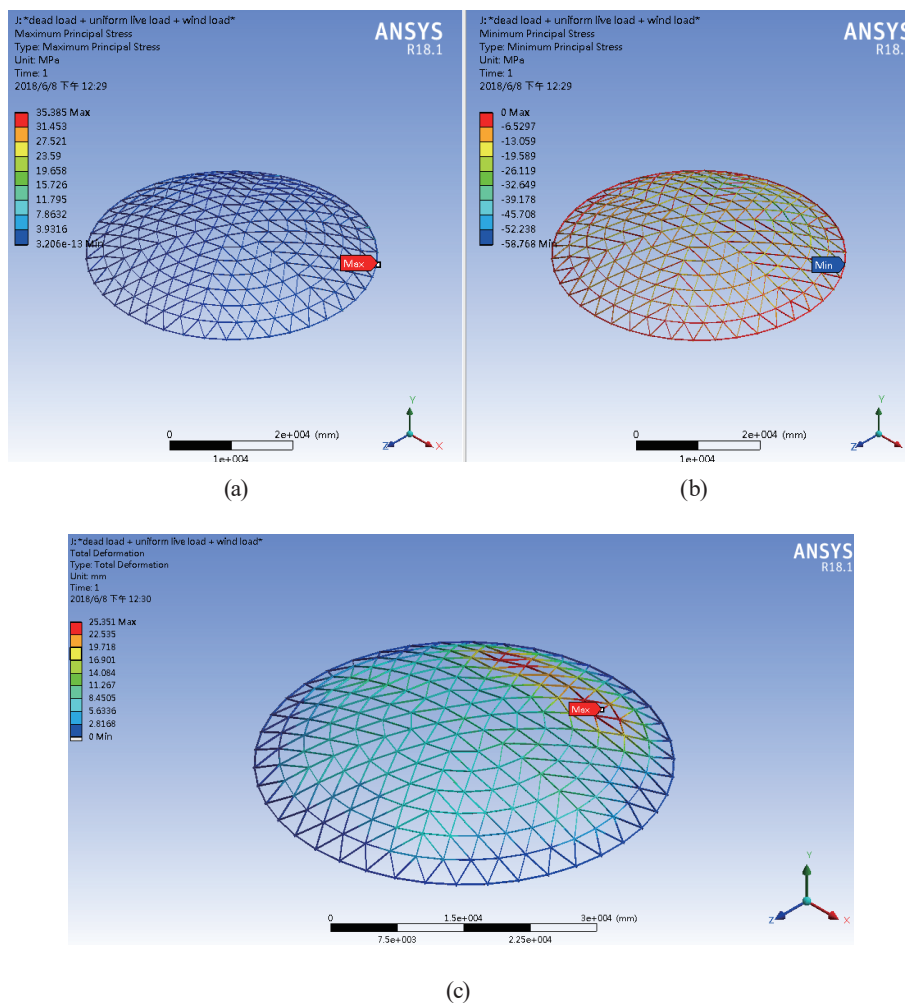 J: *dead load + uniform live load + wind load*
Maximum Principal Stress
Type: Maximum Principal Stress
Unit: MPa
Time: 1
2018/6/8 下午 12:29
ANSYS
R18.1
35.385 Max
31.453
27.521
23.59
19.658
15.726
11.795
7.8632
3.9316
3.206e-13 Min
Max
0
2e+004 (mm)
1e+004
Y
Z
X
(a)
J: *dead load + uniform live load + wind load*
Minimum Principal Stress
Type: Minimum Principal Stress
Unit: MPa
Time: 1
2018/6/8 下午 12:29
ANSYS
R18.1
0 Max
-6.5297
-13.059
-19.589
-26.119
-32.649
-39.178
-45.708
-52.238
-58.768 Min
Min
0
2e+004 (mm)
1e+004
Y
Z
(b)
J: *dead load + uniform live load + wind load*
Total Deformation
Type: Total Deformation
Unit: mm
Time: 1
2018/6/8 下午 12:30
ANSYS
R18.1
25.351 Max
22.535
19.718
16.901
14.084
11.267
8.4505
5.6336
2.8168
0 Min
Max
0
1.5e+004
3e+004 (mm)
7.5e+003
2.25e+004
Y
Z
X
(c)